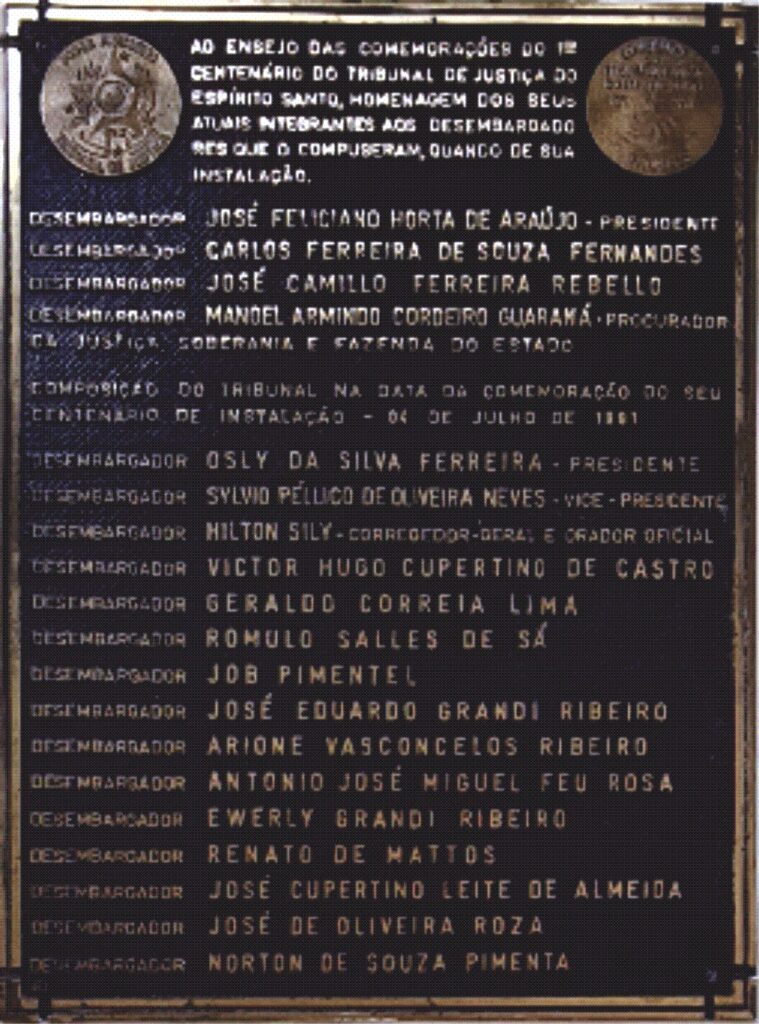 AO ENSEJO DAS COMEMORAÇÕES DO 1º
CENTENÁRIO DO TRIBUNAL DE JUSTIÇA DO
ESPÍRITO SANTO, HOMENAGEM DOS SEUS
ATUAIS INTEGRANTES AOS DESEMBARGADO
RES QUE O COMPUSERAM, QUANDO DE SUA
INSTALAÇÃO.
DESEMBARGADOR JOSÉ FELICIANO HORTA DE ARAÚJO - PRESIDENTE
DESEMBARGADOR CARLOS FERREIRA DE SOUZA FERNANDES
DESEMBARGADOR JOSÉ CAMILLO FERREIRA REBELLO
DESEMBARGADOR MANOEL ARMINDO CORDEIRO GUARANÁ - PROCURADOR
DA JUSTIÇA SOBERANIA E FAZENDA DO ESTADO
COMPOSIÇÃO DO TRIBUNAL NA DATA DA COMEMORAÇÃO DO SEU
CENTENÁRIO DE INSTALAÇÃO - 04 DE JULHO DE 1991
DESEMBARGADOR OSLY DA SILVA FERREIRA - PRESIDENTE
DESEMBARGADOR SYLVIO PÉLLICO DE OLIVEIRA NEVES - VICE-PRESIDENTE
DESEMBARGADOR HILTON SILY - CORREGEDOR-GERAL E ORADOR OFICIAL
DESEMBARGADOR VICTOR HUGO CUPERTINO DE CASTRO
DESEMBARGADOR GERALDO CORREIA LIMA
DESEMBARGADOR ROMULO SALLES DE SÁ
DESEMBARGADOR JOB PIMENTEL
DESEMBARGADOR JOSÉ EDUARDO GRANDI RIBEIRO
DESEMBARGADOR ARIONE VASCONCELOS RIBEIRO
DESEMBARGADOR ANTONIO JOSÉ MIGUEL FEU ROSA
DESEMBARGADOR EWERLY GRANDI RIBEIRO
DESEMBARGADOR RENATO DE MATTOS
DESEMBARGADOR JOSÉ CUPERTINO LEITE DE ALMEIDA
DESEMBARGADOR JOSÉ DE OLIVEIRA ROZA
DESEMBARGADOR NORTON DE SOUZA PIMENTA